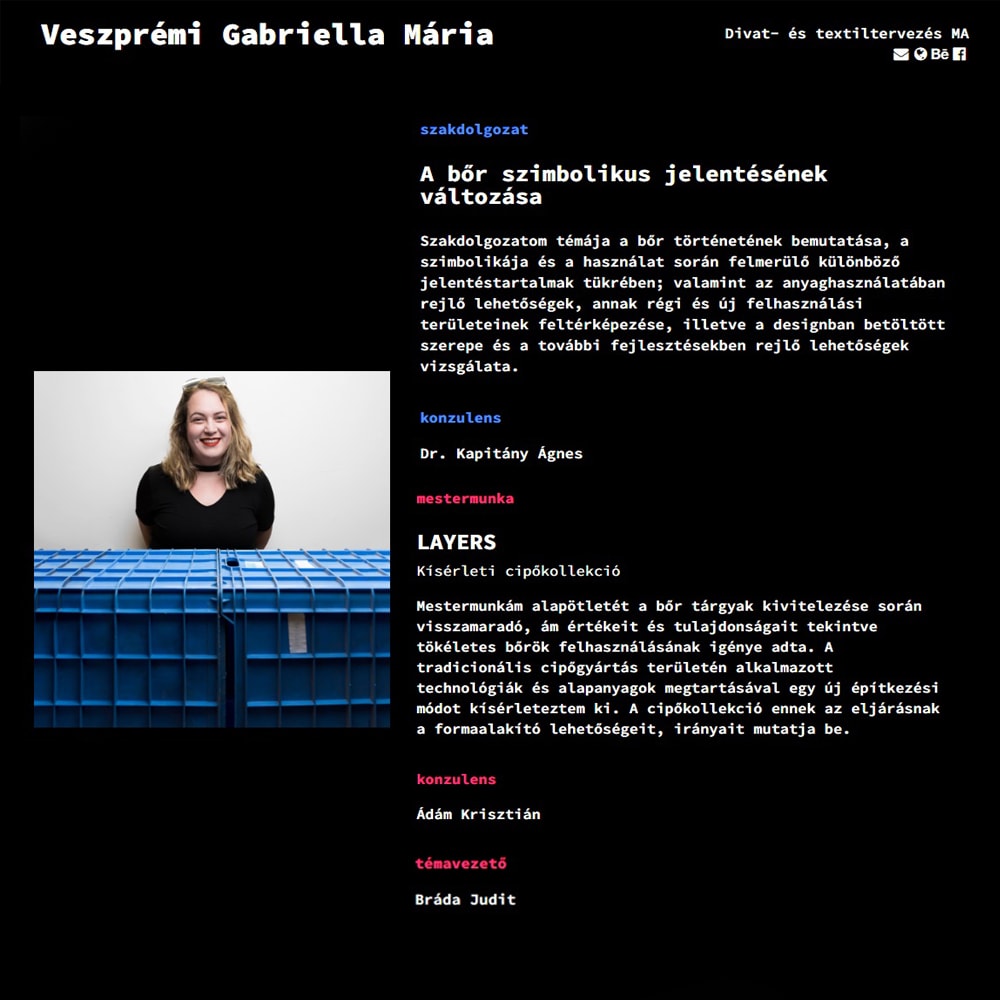 Veszprémi Gabriella Mária
Divat- és textiltervezés MA
Bē
szakdolgozat
A bőr szimbolikus jelentésének
változása
Szakdolgozatom témája a bőr történetének bemutatása, a
szimbolikája és a használat során felmerülő különböző
jelentéstartalmak tükrében; valamint az anyaghasználatában
rejlő lehetőségek, annak régi és új felhasználási
területeinek feltérképezése, illetve a designban betöltött
szerepe és a további fejlesztésekben rejlő lehetőségek
vizsgálata.
konzulens
Dr. Kapitány Ágnes
mestermunka
LAYERS
Kísérleti cipőkollekció
Mestermunkám alapötletét a bőr tárgyak kivitelezése során
visszamaradó, ám értékeit és tulajdonságait tekintve
tökéletes bőrök felhasználásának igénye adta. A
tradicionális cipőgyártás területén alkalmazott
technológiák és alapanyagok megtartásával egy új építkezési
módot kísérleteztem ki. A cipőkollekció ennek az eljárásnak
a formaalakító lehetőségeit, irányait mutatja be.
konzulens
Ádám Krisztián
témavezető
Bráda Judit